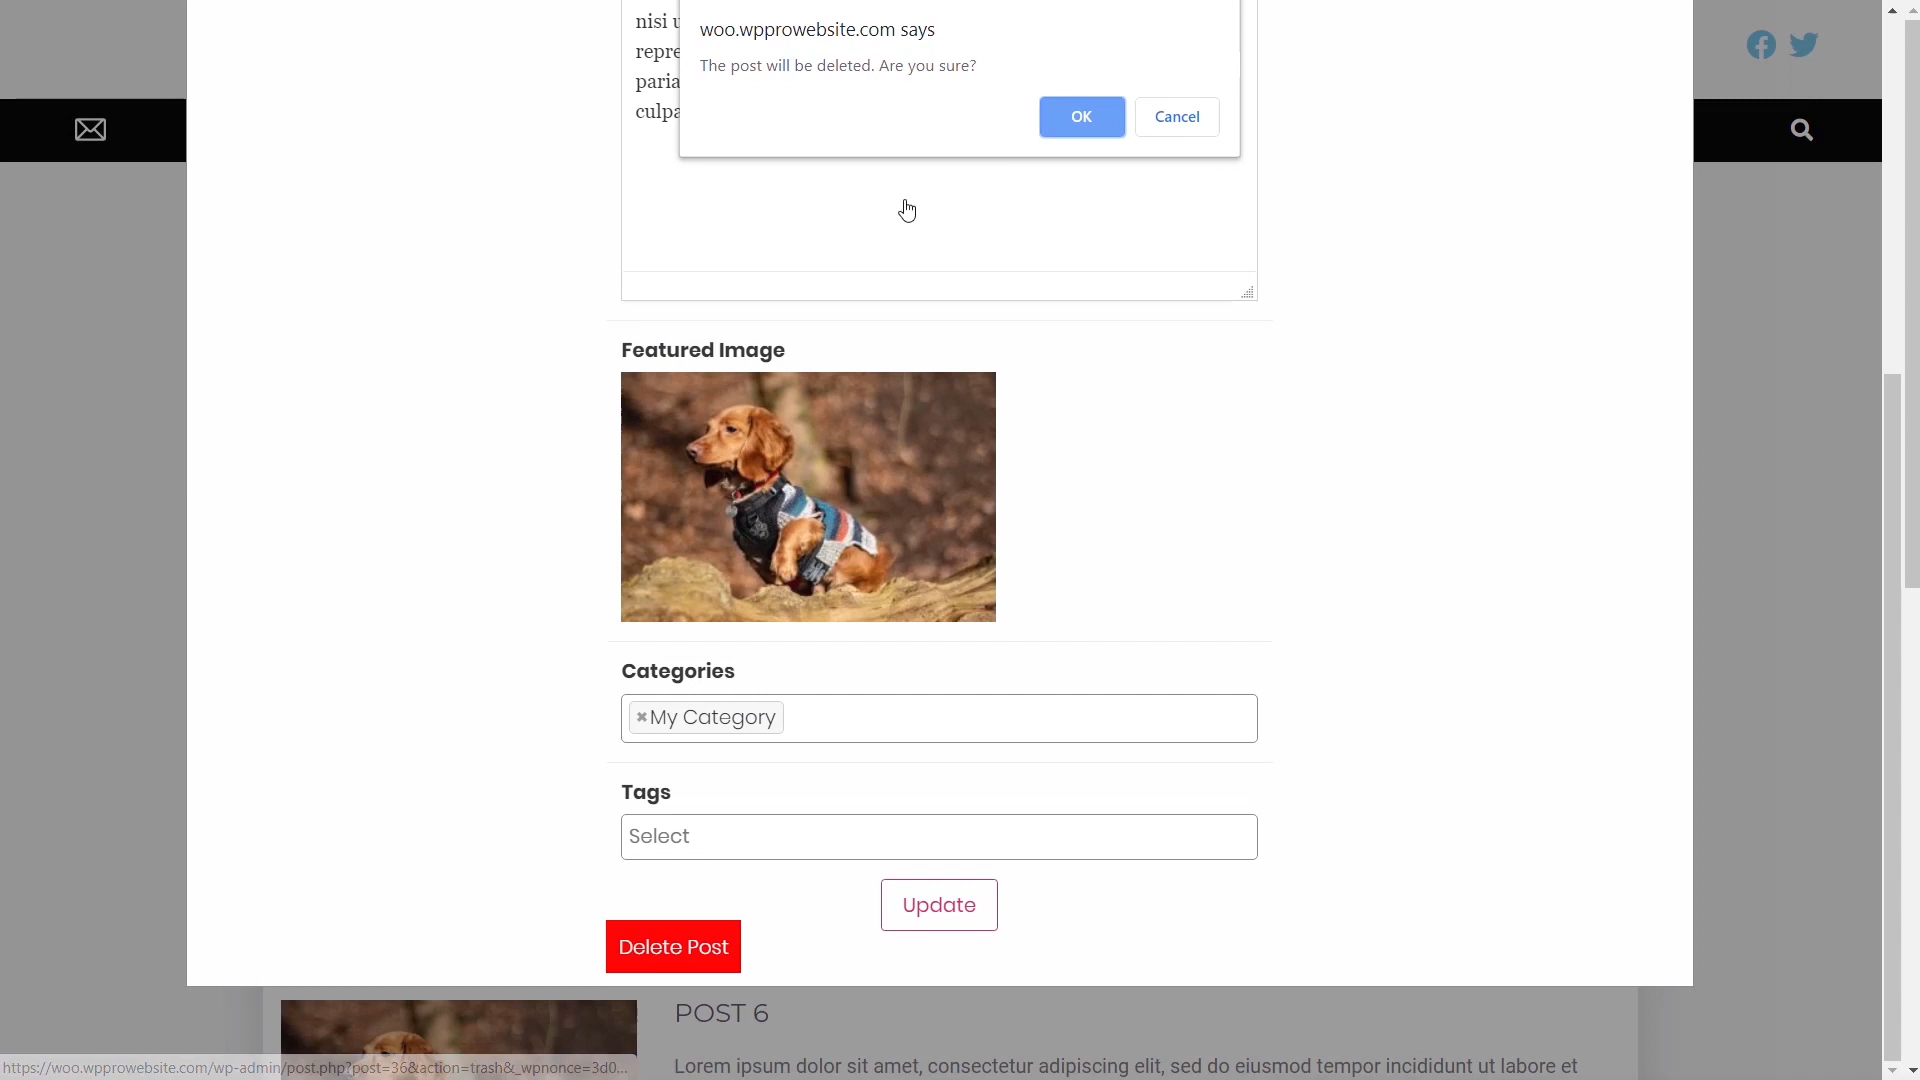 nisi u
repre
paria
culpa
woo.wpprowebsite.com says
The post will be deleted. Are you sure?
OK
Cancel
Featured Image
Categories
×My Category
Tags
Select
Update
Delete Post
POST 6
Lorem ipsum dolor sit amet, consectetur adipiscing elit, sed do eiusmod tempor incididunt ut labore et
https://woo.wpprowebsite.com/wp-admin/post.php?post=36&action=trash&_wpnonce=3d0...